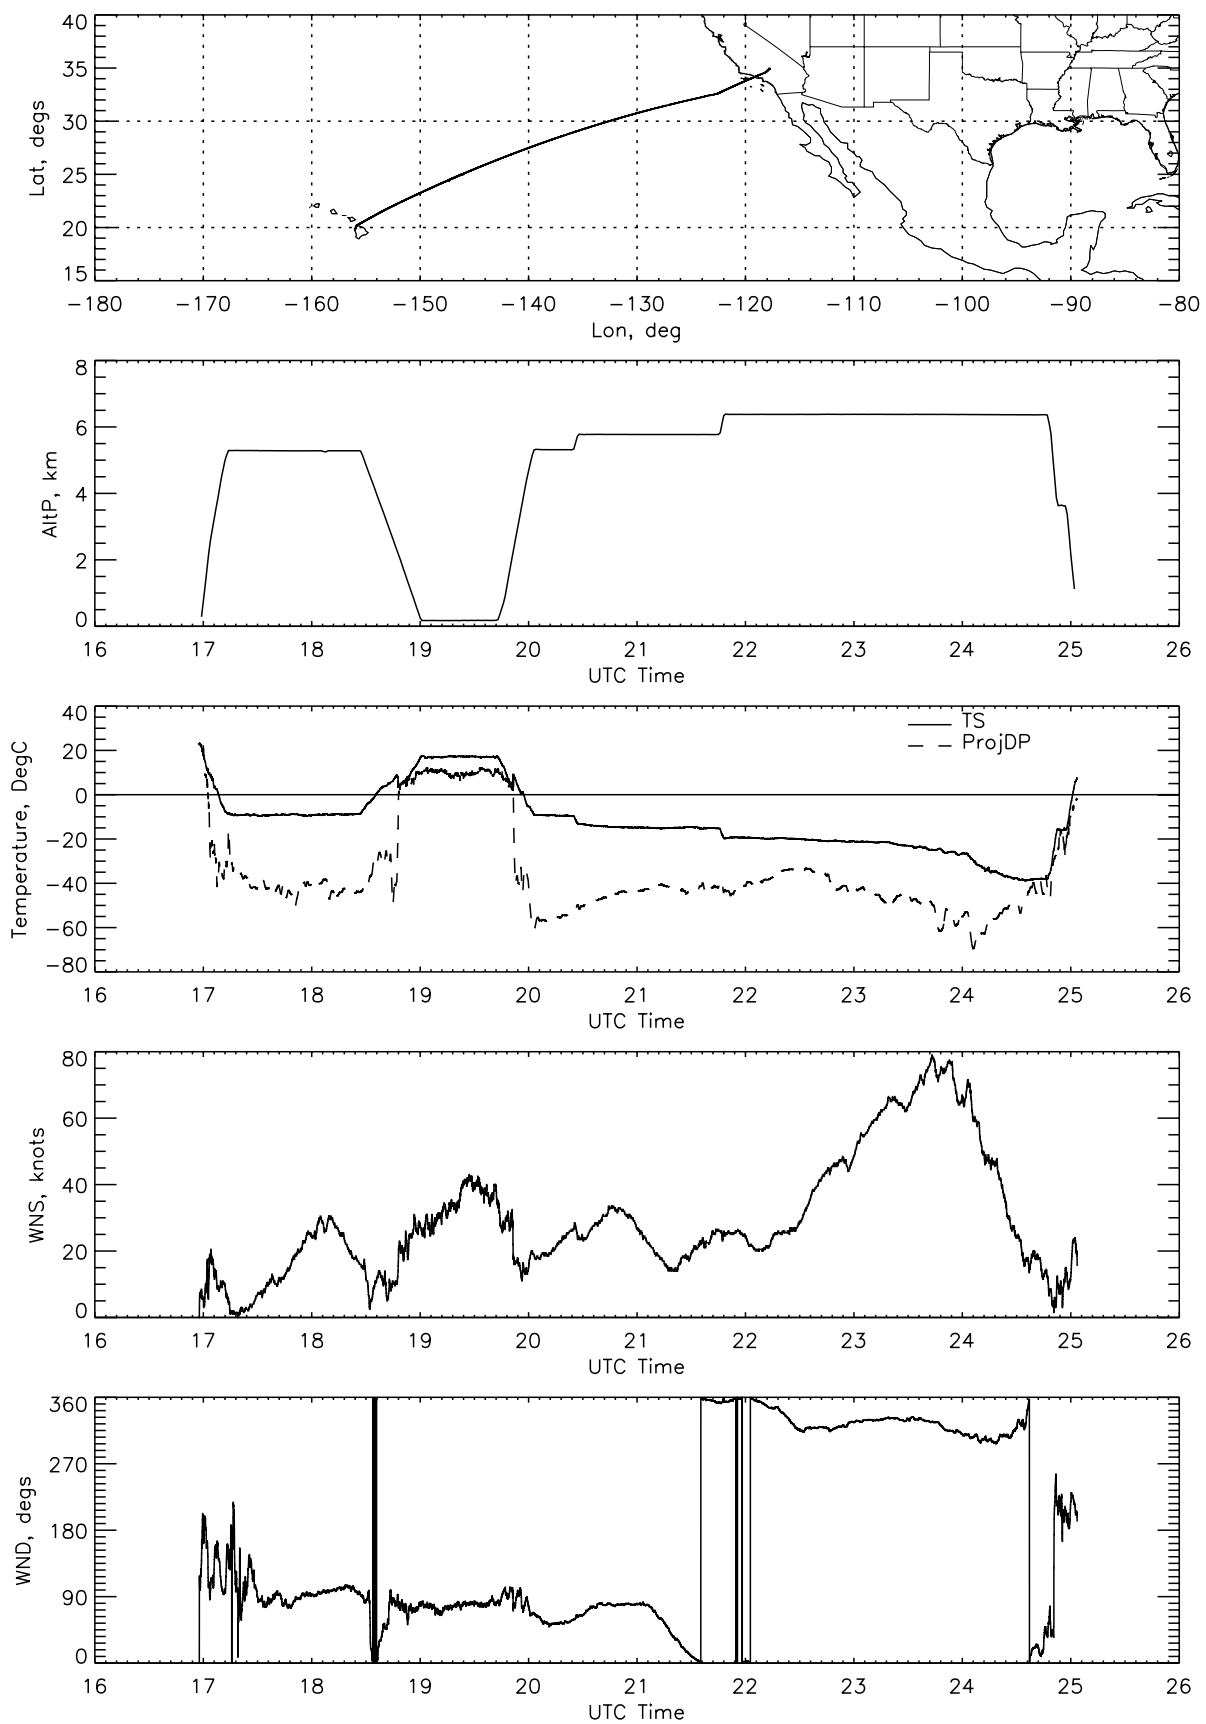 40
35
30
25
20
15
Lat, degs
−180 −170 −160 −150 −140 −130 −120 −110 −100 −90 −80
Lon, deg
8
6
4
2
0
AltP, km
16 17 18 19 20 21 22 23 24 25 26
UTC Time
40
20
0
−20
−40
−60
−80
Temperature, DegC
TS
ProjDP
16 17 18 19 20 21 22 23 24 25 26
UTC Time
80
60
40
20
0
WNS, knots
16 17 18 19 20 21 22 23 24 25 26
UTC Time
360
270
180
90
0
WND, degs
16 17 18 19 20 21 22 23 24 25 26
UTC Time